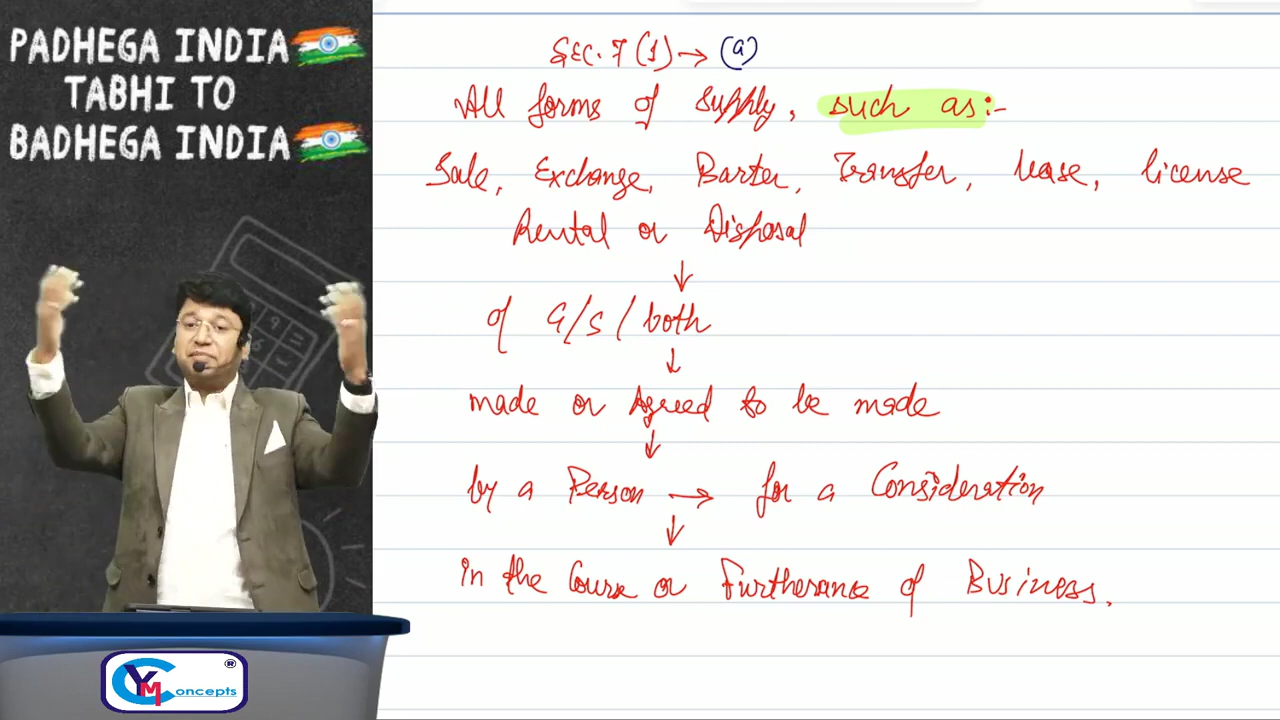 PADHEGA INDIA
TABHI TO
BADHEGA INDIA
Sec. 7 (1) → (a)
All forms of Supply, such as:-
Sale, Exchange, Barter, Transfer, lease, license
Rental or Disposal
↓
of G/S/both
↓
made or Agreed to be made
↓
by a Person → for a Consideration
↓
in the Course or Furtherance of Business.
CYM Concepts ®